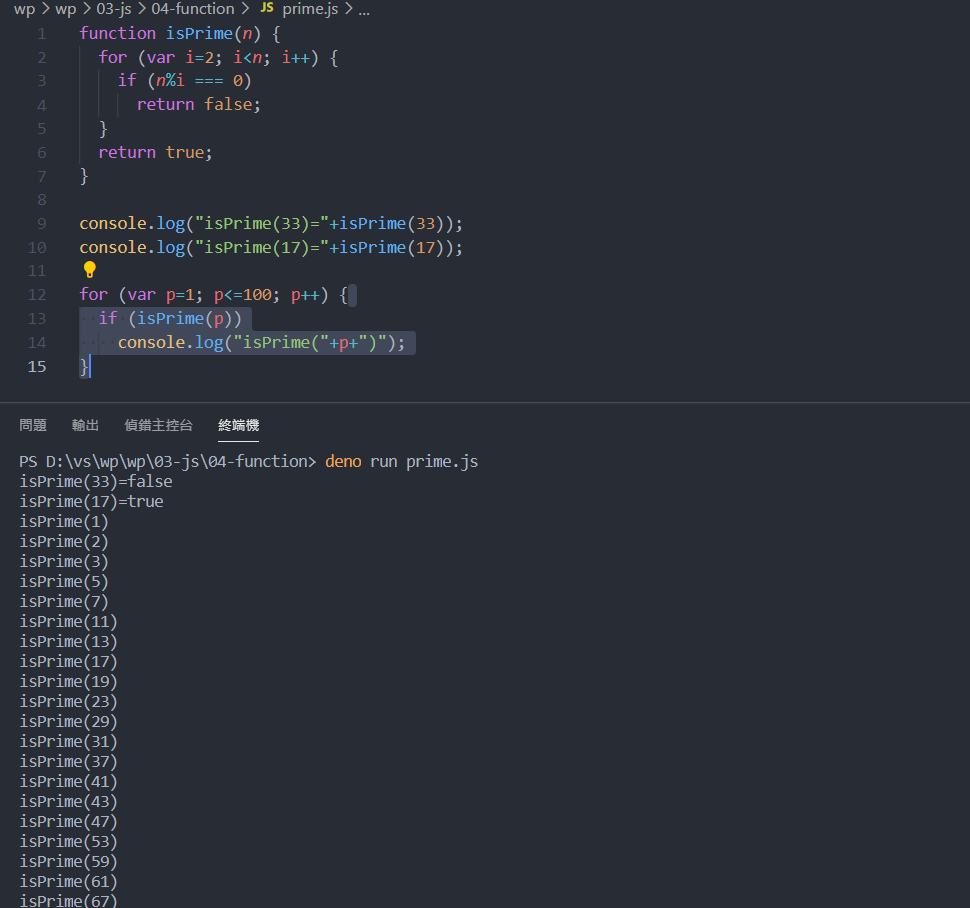 wp > wp > 03-js > 04-function > JS prime.js > ...
1 function isPrime(n) {
2   for (var i=2; i<n; i++) {
3     if (n%i === 0)
4       return false;
5   }
6   return true;
7 }
8
9 console.log("isPrime(33)="+isPrime(33));
10 console.log("isPrime(17)="+isPrime(17));
11
12 for (var p=1; p<=100; p++) {
13   if (isPrime(p))
14     console.log("isPrime("+p+")");
15 }
問題 輸出 偵錯主控台 終端機
PS D:\vs\wp\wp\03-js\04-function> deno run prime.js
isPrime(33)=false
isPrime(17)=true
isPrime(1)
isPrime(2)
isPrime(3)
isPrime(5)
isPrime(7)
isPrime(11)
isPrime(13)
isPrime(17)
isPrime(19)
isPrime(23)
isPrime(29)
isPrime(31)
isPrime(37)
isPrime(41)
isPrime(43)
isPrime(47)
isPrime(53)
isPrime(59)
isPrime(61)
isPrime(67)